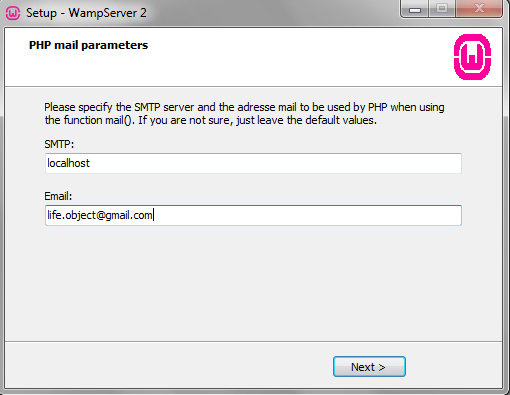 Setup - WampServer 2
PHP mail parameters
Please specify the SMTP server and the adresse mail to be used by PHP when using
the function mail(). If you are not sure, just leave the default values.
SMTP:
localhost
Email:
life.object@gmail.com
Next >